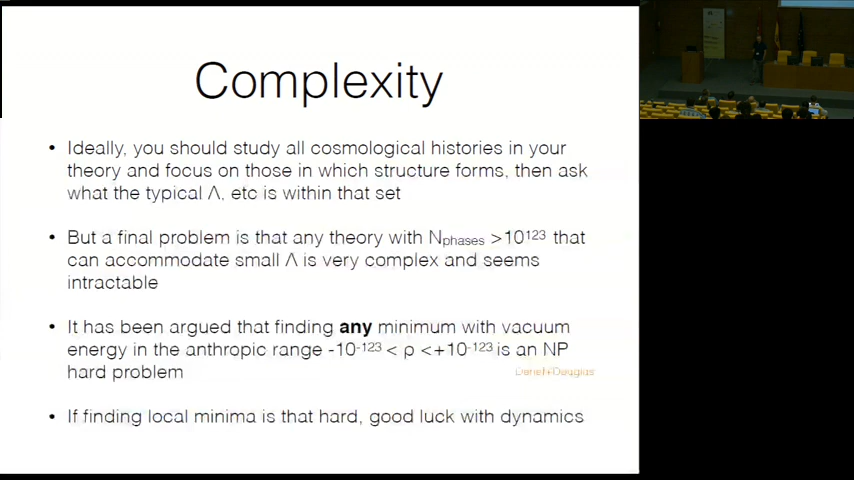 Complexity
• Ideally, you should study all cosmological histories in your
theory and focus on those in which structure forms, then ask
what the typical Λ, etc is within that set
• But a final problem is that any theory with Nphases >10¹²³ that
can accommodate small Λ is very complex and seems
intractable
• It has been argued that finding any minimum with vacuum
energy in the anthropic range -10⁻¹²³ < ρ <+10⁻¹²³ is an NP
hard problem
• If finding local minima is that hard, good luck with dynamics